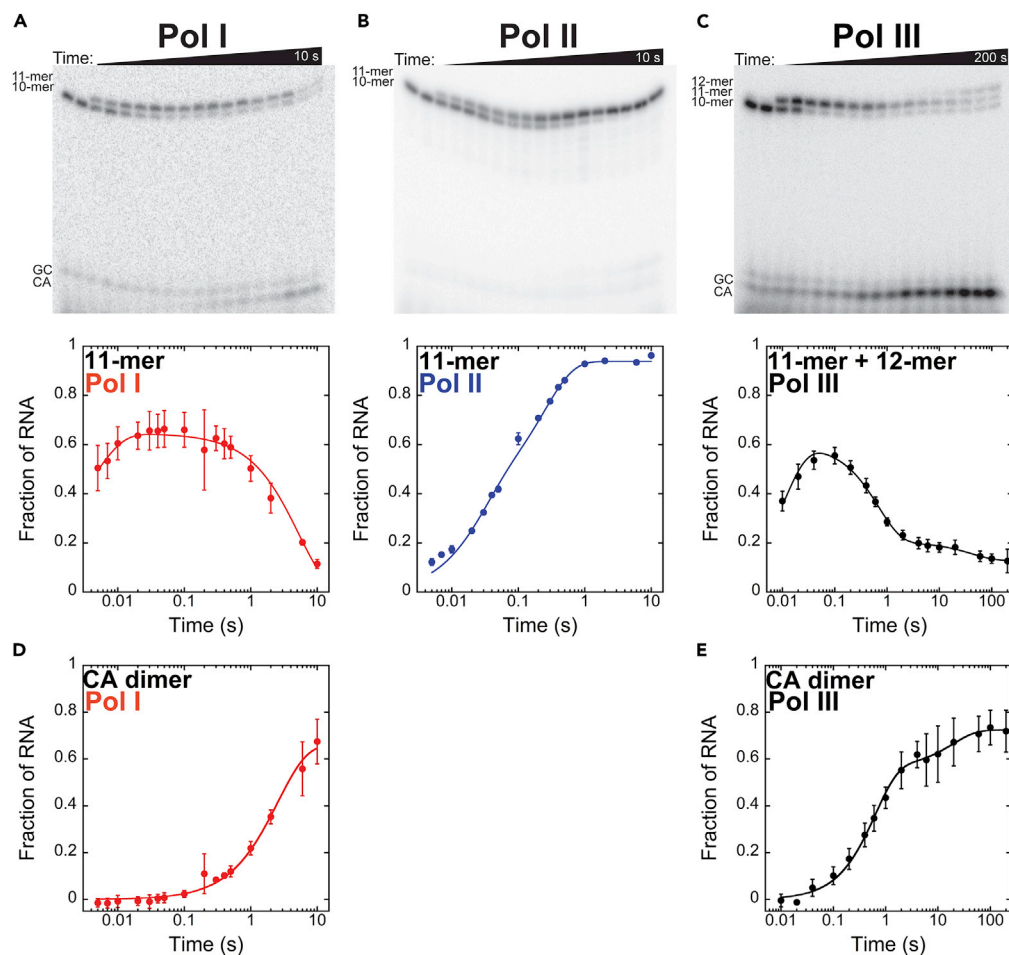 A
Pol I
Time:
10 s
11-mer
10-mer
GC
CA
B
Pol II
Time:
10 s
11-mer
10-mer
C
Pol III
Time:
200 s
12-mer
11-mer
10-mer
GC
CA
11-mer
Pol I
Fraction of RNA
1
0.8
0.6
0.4
0.2
0
0.01
0.1
1
10
Time (s)
11-mer
Pol II
Fraction of RNA
1
0.8
0.6
0.4
0.2
0
0.01
0.1
1
10
Time (s)
11-mer + 12-mer
Pol III
Fraction of RNA
1
0.8
0.6
0.4
0.2
0
0.01
0.1
1
10
100
Time (s)
D
CA dimer
Pol I
Fraction of RNA
1
0.8
0.6
0.4
0.2
0
0.01
0.1
1
10
Time (s)
E
CA dimer
Pol III
Fraction of RNA
1
0.8
0.6
0.4
0.2
0
0.01
0.1
1
10
100
Time (s)